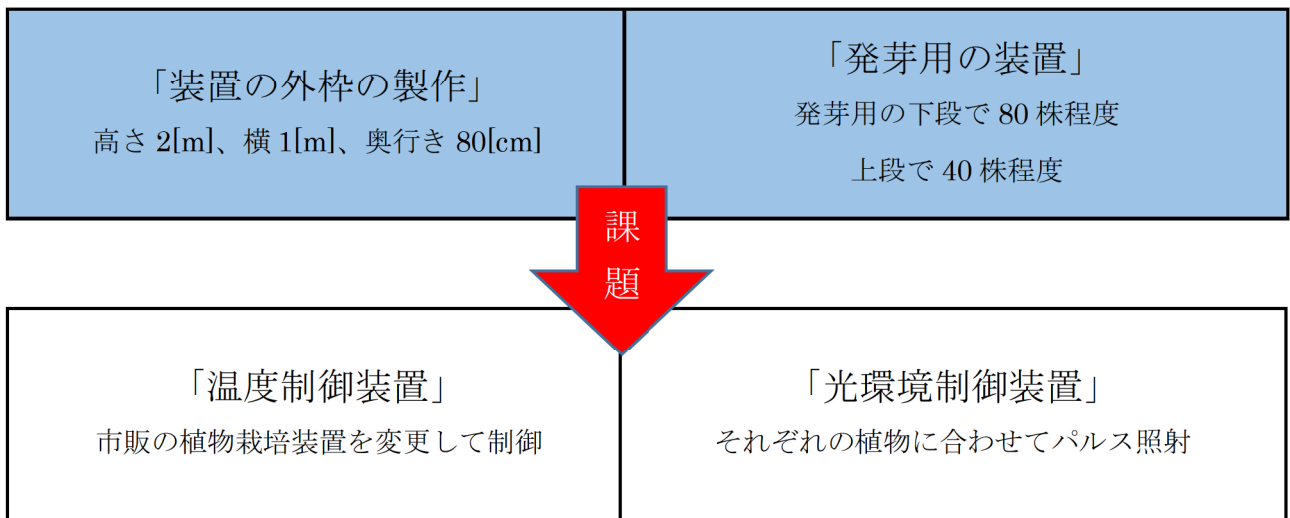 「装置の外枠の製作」
高さ 2[m]、横 1[m]、奥行き 80[cm]
「発芽用の装置」
発芽用の下段で 80 株程度
上段で 40 株程度
課
題
「温度制御装置」
市販の植物栽培装置を変更して制御
「光環境制御装置」
それぞれの植物に合わせてパルス照射